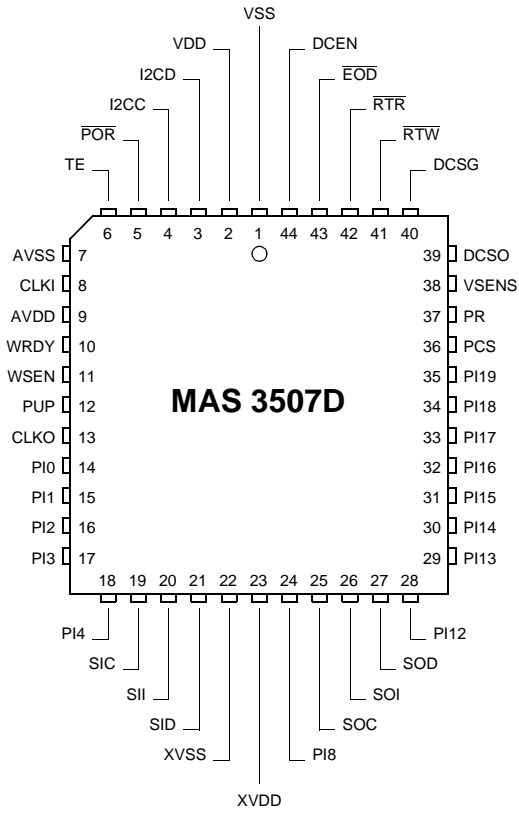 VSS
VDD DCEN
I2CD E̅O̅D̅
I2CC R̅T̅R̅
P̅O̅R̅ R̅T̅W̅
TE DCSG
6 5 4 3 2 1 44 43 42 41 40
AVSS 7 39 DCSO
CLKI 8 38 VSENS
AVDD 9 37 PR
WRDY 10 36 PCS
WSEN 11 35 PI19
PUP 12 MAS 3507D 34 PI18
CLKO 13 33 PI17
PI0 14 32 PI16
PI1 15 31 PI15
PI2 16 30 PI14
PI3 17 29 PI13
18 19 20 21 22 23 24 25 26 27 28
PI4 PI12
SIC SOD
SII SOI
SID SOC
XVSS PI8
XVDD